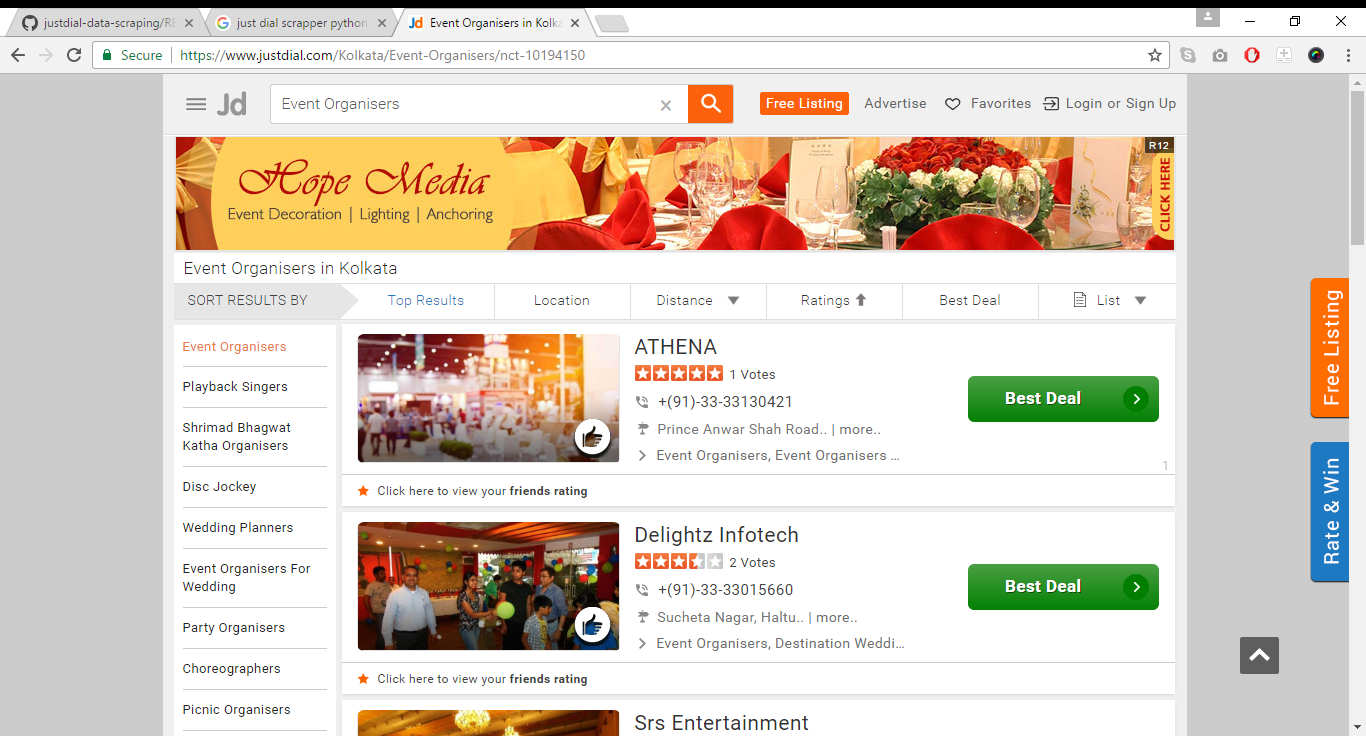 justdial-data-scraping/RE
just dial scrapper python
Jd Event Organisers in Kolka
Secure https://www.justdial.com/Kolkata/Event-Organisers/nct-10194150
Jd Event Organisers Free Listing Advertise Favorites Login or Sign Up
R12
Hope Media
Event Decoration | Lighting | Anchoring
CLICK HERE
Event Organisers in Kolkata
SORT RESULTS BY Top Results Location Distance Ratings Best Deal List
Event Organisers
Playback Singers
Shrimad Bhagwat
Katha Organisers
Disc Jockey
Wedding Planners
Event Organisers For
Wedding
Party Organisers
Choreographers
Picnic Organisers
ATHENA
1 Votes
+(91)-33-33130421
Prince Anwar Shah Road.. | more..
Event Organisers, Event Organisers ...
Best Deal
1
Click here to view your friends rating
Delightz Infotech
2 Votes
+(91)-33-33015660
Sucheta Nagar, Haltu.. | more..
Event Organisers, Destination Weddi...
Best Deal
Click here to view your friends rating
Srs Entertainment
Free Listing
Rate & Win